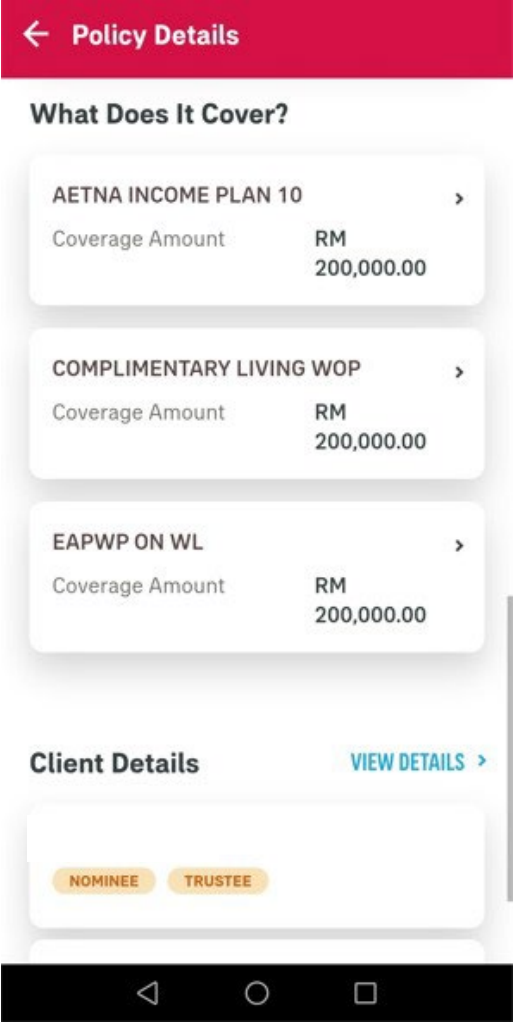 Policy Details
What Does It Cover?
AETNA INCOME PLAN 10
Coverage Amount RM
200,000.00
COMPLIMENTARY LIVING WOP
Coverage Amount RM
200,000.00
EAPWP ON WL
Coverage Amount RM
200,000.00
Client Details VIEW DETAILS
NOMINEE TRUSTEE